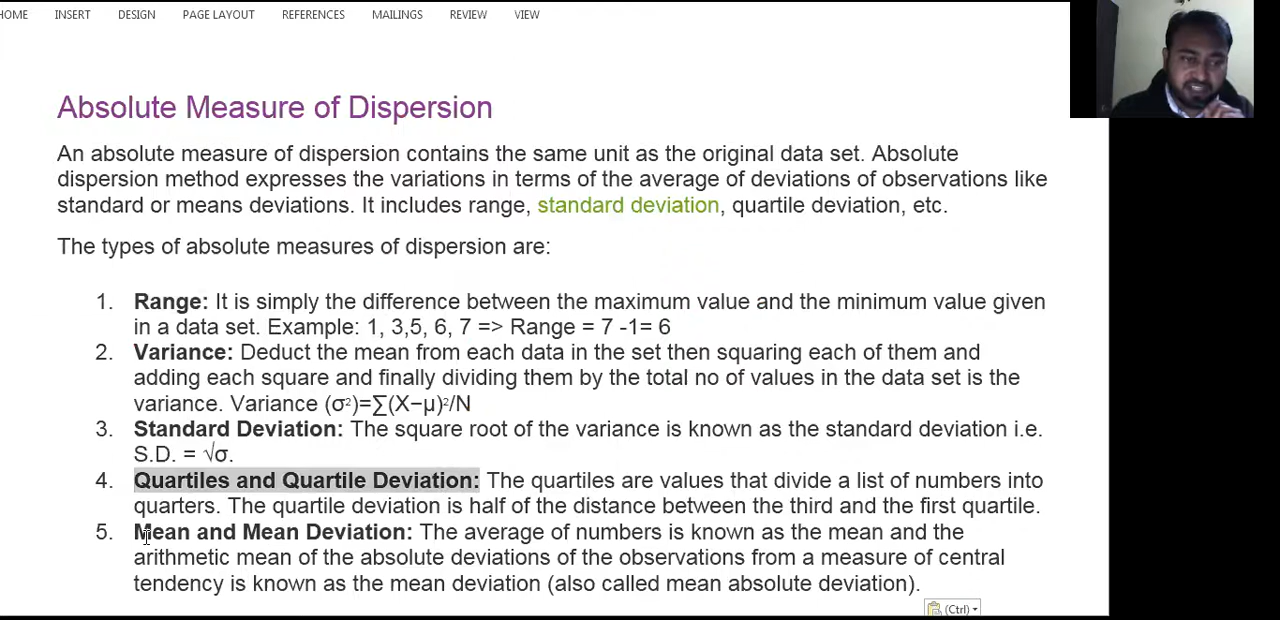 HOME INSERT DESIGN PAGE LAYOUT REFERENCES MAILINGS REVIEW VIEW
Absolute Measure of Dispersion
An absolute measure of dispersion contains the same unit as the original data set. Absolute
dispersion method expresses the variations in terms of the average of deviations of observations like
standard or means deviations. It includes range, standard deviation, quartile deviation, etc.
The types of absolute measures of dispersion are:
1. Range: It is simply the difference between the maximum value and the minimum value given
in a data set. Example: 1, 3,5, 6, 7 => Range = 7 -1= 6
2. Variance: Deduct the mean from each data in the set then squaring each of them and
adding each square and finally dividing them by the total no of values in the data set is the
variance. Variance (σ²)=∑(X−μ)²/N
3. Standard Deviation: The square root of the variance is known as the standard deviation i.e.
S.D. = √σ.
4. Quartiles and Quartile Deviation: The quartiles are values that divide a list of numbers into
quarters. The quartile deviation is half of the distance between the third and the first quartile.
5. Mean and Mean Deviation: The average of numbers is known as the mean and the
arithmetic mean of the absolute deviations of the observations from a measure of central
tendency is known as the mean deviation (also called mean absolute deviation).
(Ctrl)